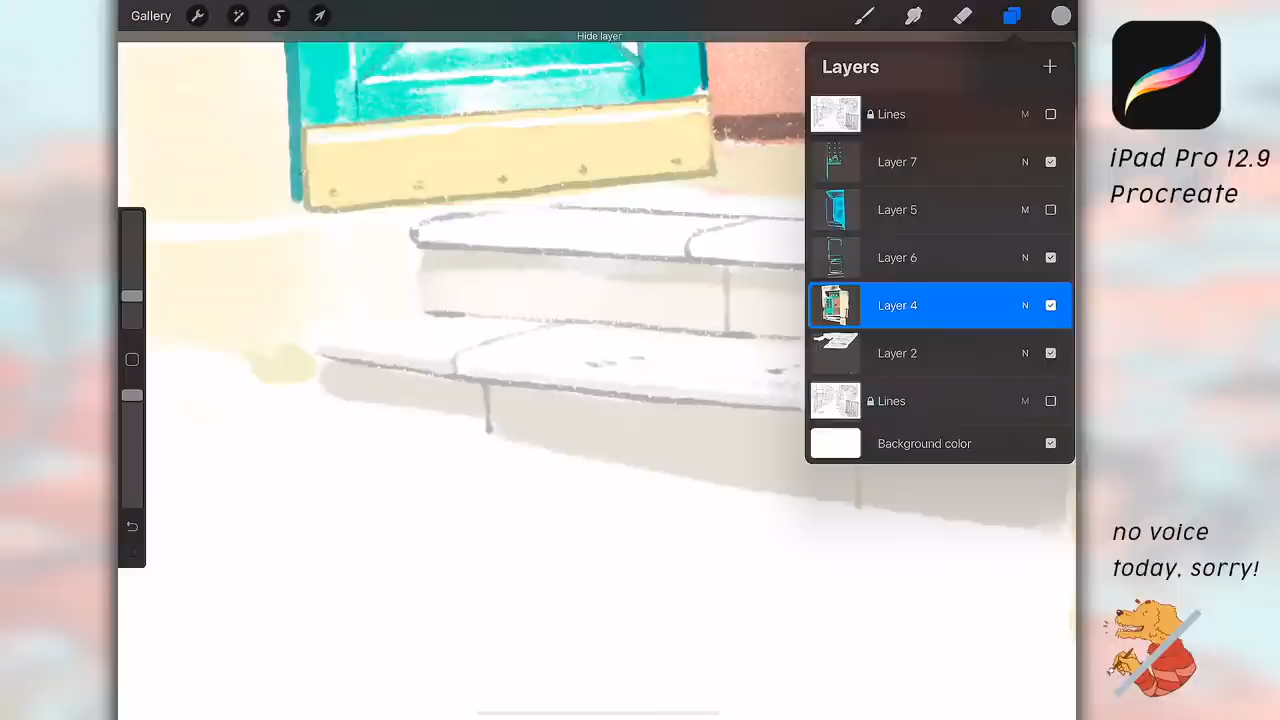 Gallery
Hide layer
Layers
Lines M
Layer 7 N
Layer 5 M
Layer 6 N
Layer 4 N
Layer 2 N
Lines M
Background color
iPad Pro 12.9
Procreate
no voice
today, sorry!